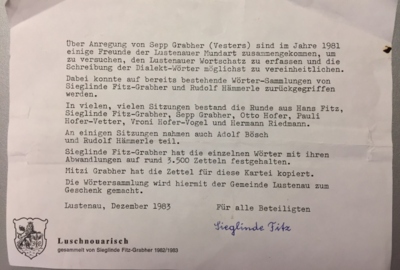 Über Anregung von Sepp Grabher (Vesters) sind im Jahre 1981
einige Freunde der Lustenauer Mundart zusammengekommen, um
zu versuchen, den Lustenauer Wortschatz zu erfassen und die
Schreibung der Dialekt-Wörter möglichst zu vereinheitlichen.
Dabei konnte auf bereits bestehende Wörter-Sammlungen von
Sieglinde Fitz-Grabher und Rudolf Hämmerle zurückgegriffen
werden.
In vielen, vielen Sitzungen bestand die Runde aus Hans Fitz,
Sieglinde Fitz-Grabher, Sepp Grabher, Otto Hofer, Pauli
Hofer-Vetter, Vroni Hofer-Vogel und Hermann Riedmann.
An einigen Sitzungen nahmen auch Adolf Bösch
und Rudolf Hämmerle teil.
Sieglinde Fitz-Grabher hat die einzelnen Wörter mit ihren
Abwandlungen auf rund 3.500 Zetteln festgehalten.
Mitzi Grabher hat die Zettel für diese Kartei kopiert.
Die Wörtersammlung wird hiermit der Gemeinde Lustenau zum
Geschenk gemacht.
Lustenau, Dezember 1983 Für alle Beteiligten
Sieglinde Fitz
Luschnouarisch
gesammelt von Sieglinde Fitz-Grabher 1982/1983